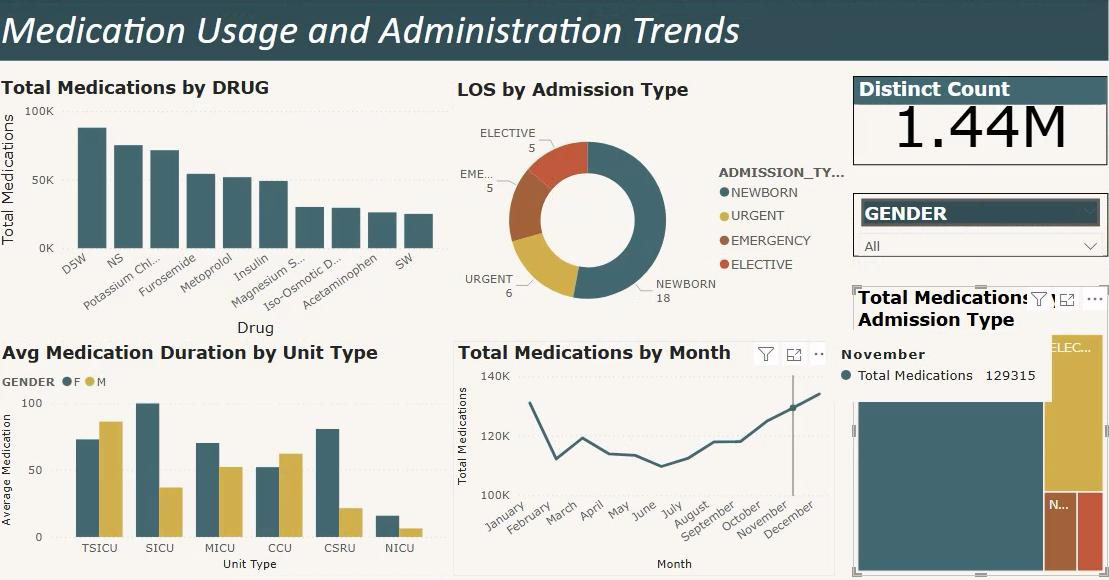 Medication Usage and Administration Trends
Total Medications by DRUG
Total Medications
100K
50K
0K
D5W
NS
Potassium Chl...
Furosemide
Metoprolol
Insulin
Magnesium S...
Iso-Osmotic D...
Acetaminophen
SW
Drug
LOS by Admission Type
ELECTIVE
5
EME...
5
URGENT
6
NEWBORN
18
ADMISSION_TY...
NEWBORN
URGENT
EMERGENCY
ELECTIVE
Distinct Count
1.44M
GENDER
All
Avg Medication Duration by Unit Type
GENDER F M
Average Medication
100
50
0
TSICU
SICU
MICU
CCU
CSRU
NICU
Unit Type
Total Medications by Month
Total Medications
140K
120K
100K
January
February
March
April
May
June
July
August
September
October
November
December
Month
Total Medications
Admission Type
November
Total Medications 129315
ELEC...
N...